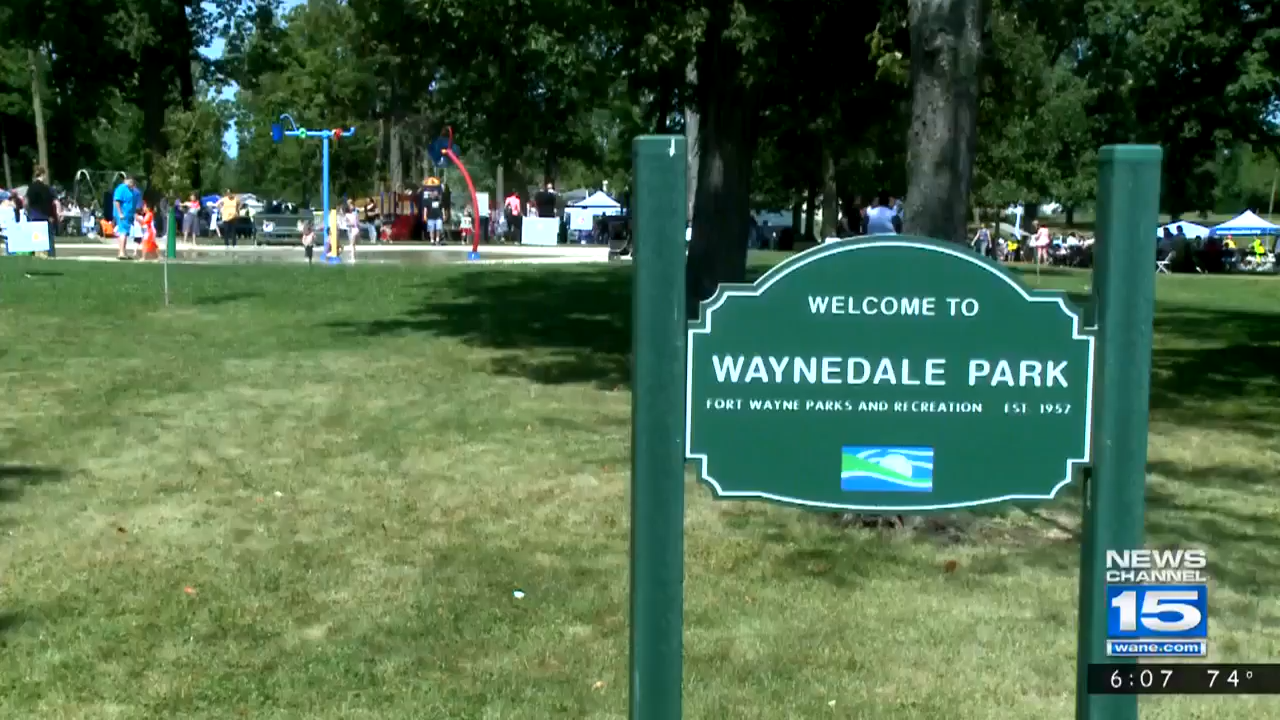 WELCOME TO
WAYNEDALE PARK
FORT WAYNE PARKS AND RECREATION EST. 1957
NEWS
CHANNEL
15
wane.com
6:07 74°